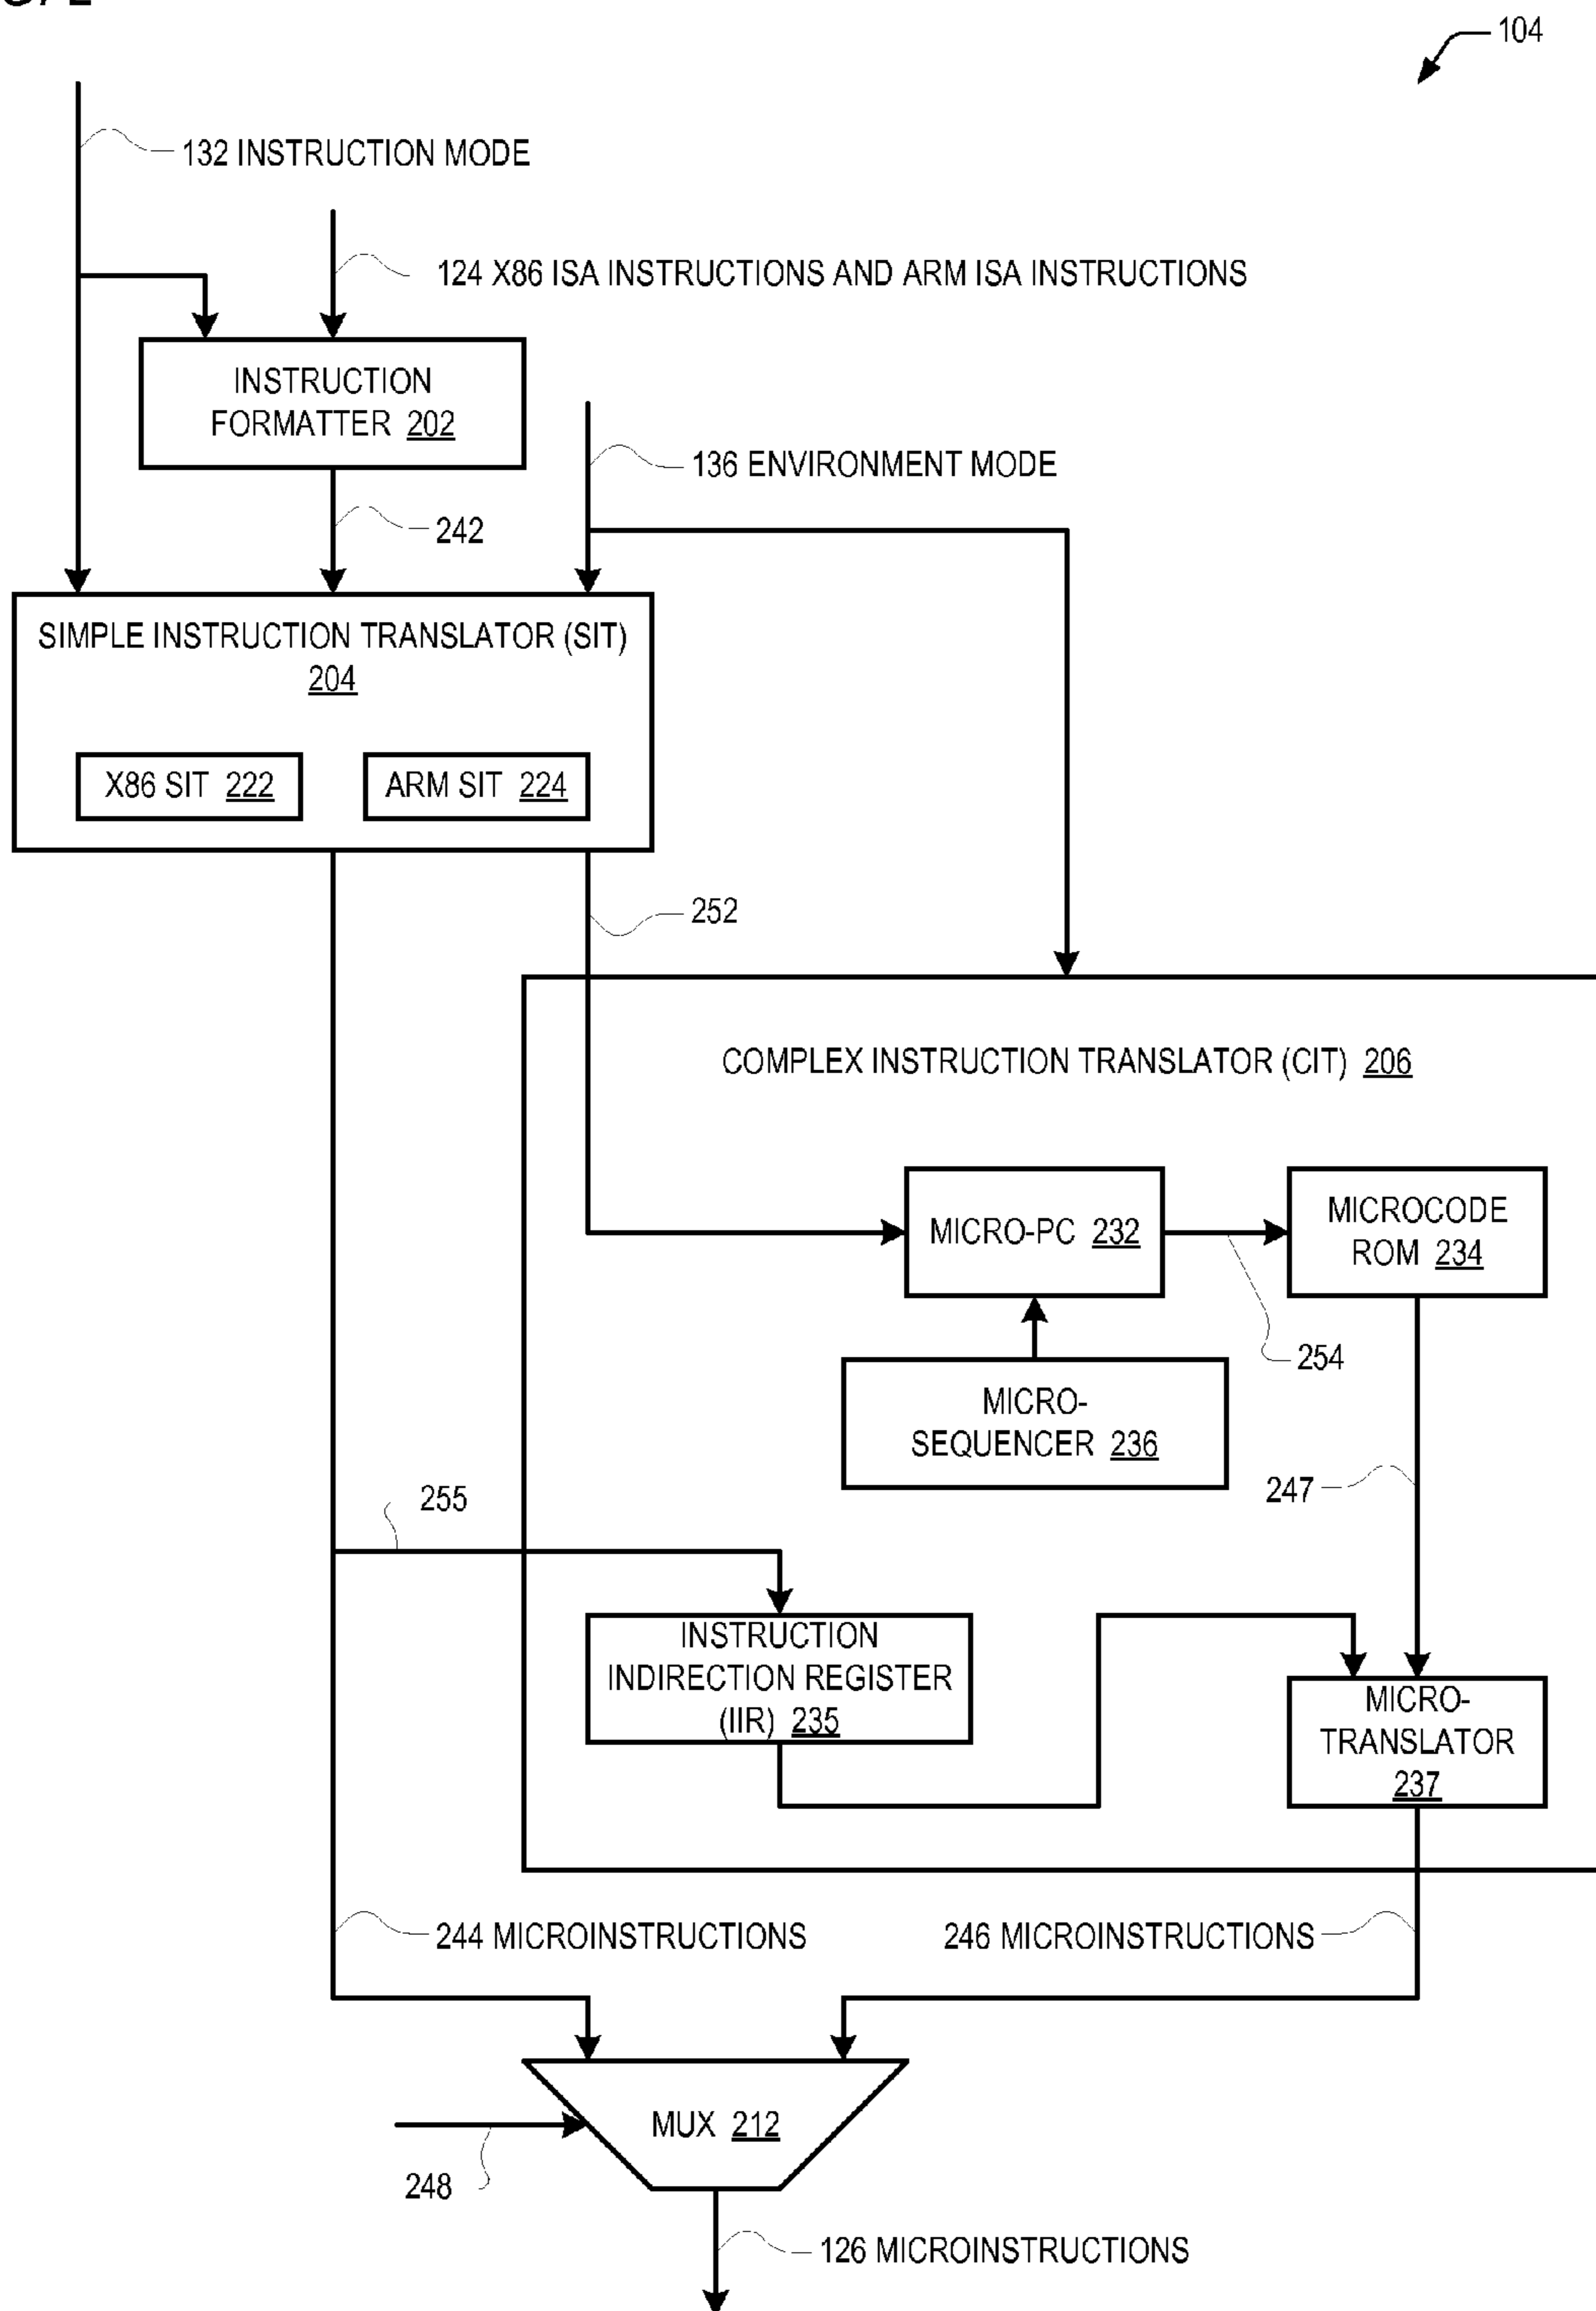 104
132 INSTRUCTION MODE
124 X86 ISA INSTRUCTIONS AND ARM ISA INSTRUCTIONS
INSTRUCTION
FORMATTER 202
136 ENVIRONMENT MODE
242
SIMPLE INSTRUCTION TRANSLATOR (SIT)
204
X86 SIT 222
ARM SIT 224
252
COMPLEX INSTRUCTION TRANSLATOR (CIT) 206
MICRO-PC 232
MICROCODE
ROM 234
254
MICRO-
SEQUENCER 236
247
255
INSTRUCTION
INDIRECTION REGISTER
(IIR) 235
MICRO-
TRANSLATOR
237
244 MICROINSTRUCTIONS
246 MICROINSTRUCTIONS
MUX 212
248
126 MICROINSTRUCTIONS